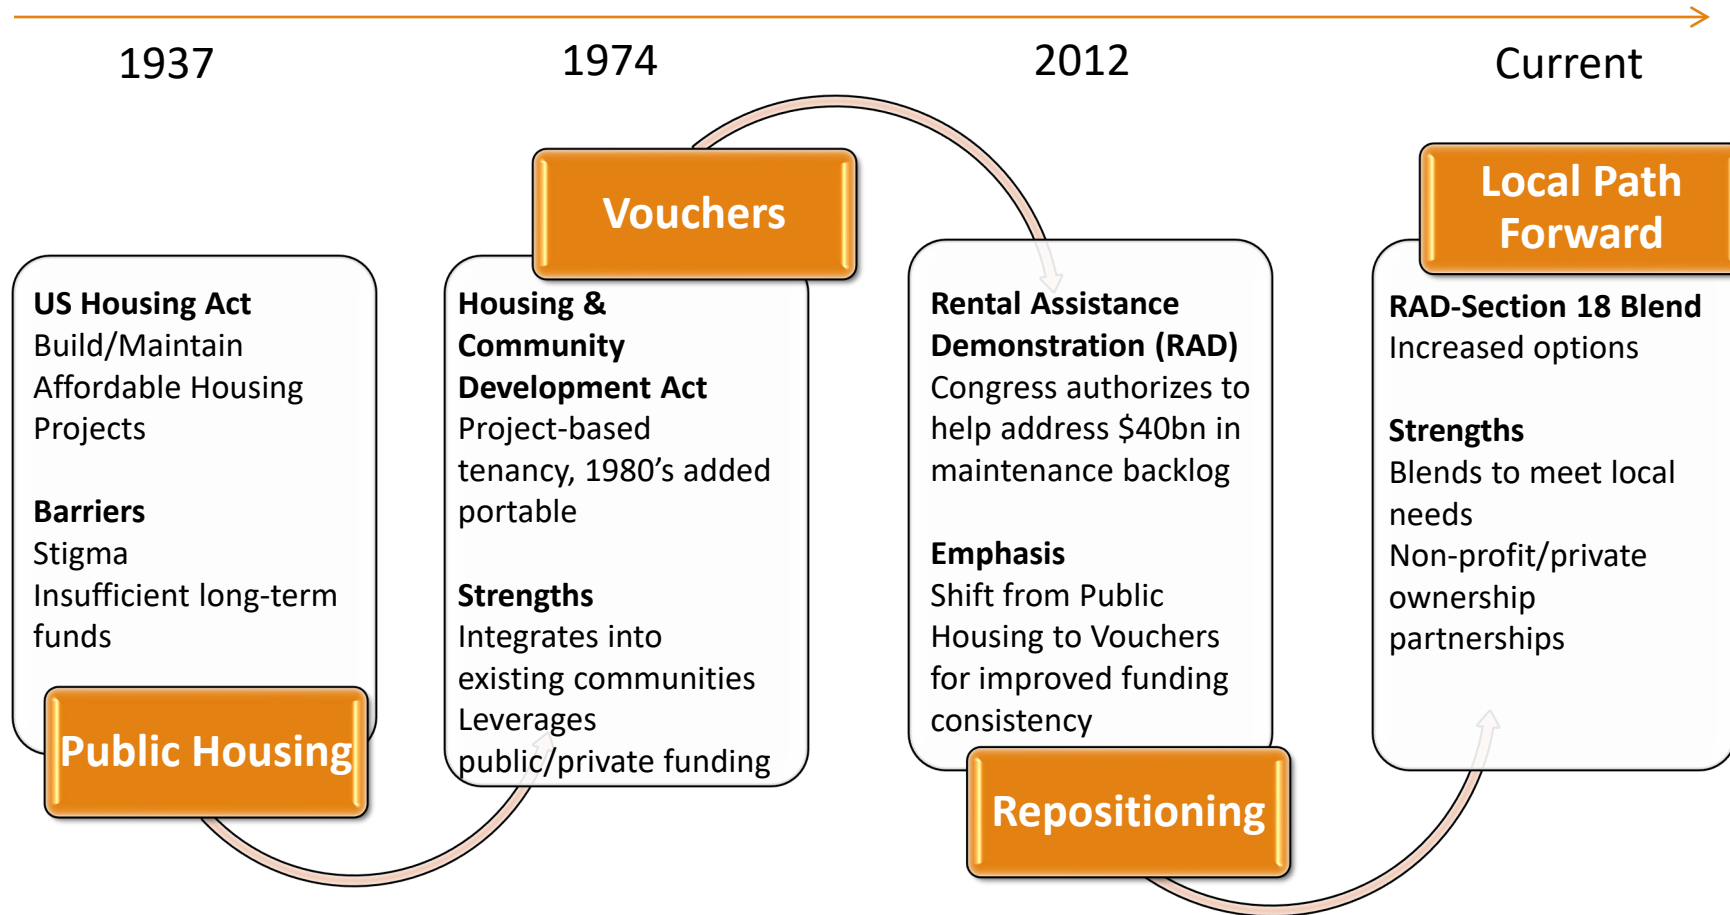 1937
1974
2012
Current
Public Housing
US Housing Act
Build/Maintain
Affordable Housing
Projects
Barriers
Stigma
Insufficient long-term
funds
Vouchers
Housing &
Community
Development Act
Project-based
tenancy, 1980's added
portable
Strengths
Integrates into
existing communities
Leverages
public/private funding
Repositioning
Rental Assistance
Demonstration (RAD)
Congress authorizes to
help address $40bn in
maintenance backlog
Emphasis
Shift from Public
Housing to Vouchers
for improved funding
consistency
Local Path
Forward
RAD-Section 18 Blend
Increased options
Strengths
Blends to meet local
needs
Non-profit/private
ownership
partnerships